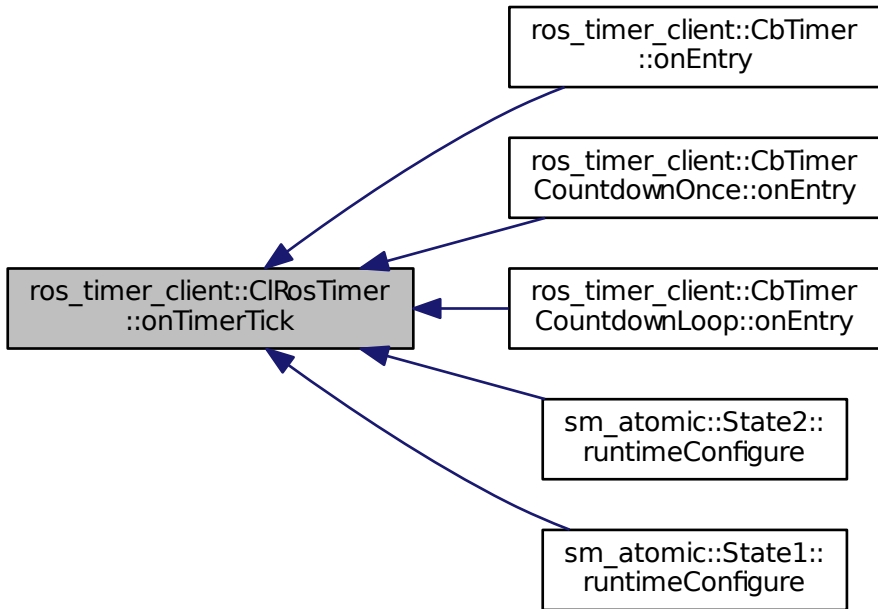 ros_timer_client::CbTimer
::onEntry
ros_timer_client::CbTimer
CountdownOnce::onEntry
ros_timer_client::ClRosTimer
::onTimerTick
ros_timer_client::CbTimer
CountdownLoop::onEntry
sm_atomic::State2::
runtimeConfigure
sm_atomic::State1::
runtimeConfigure